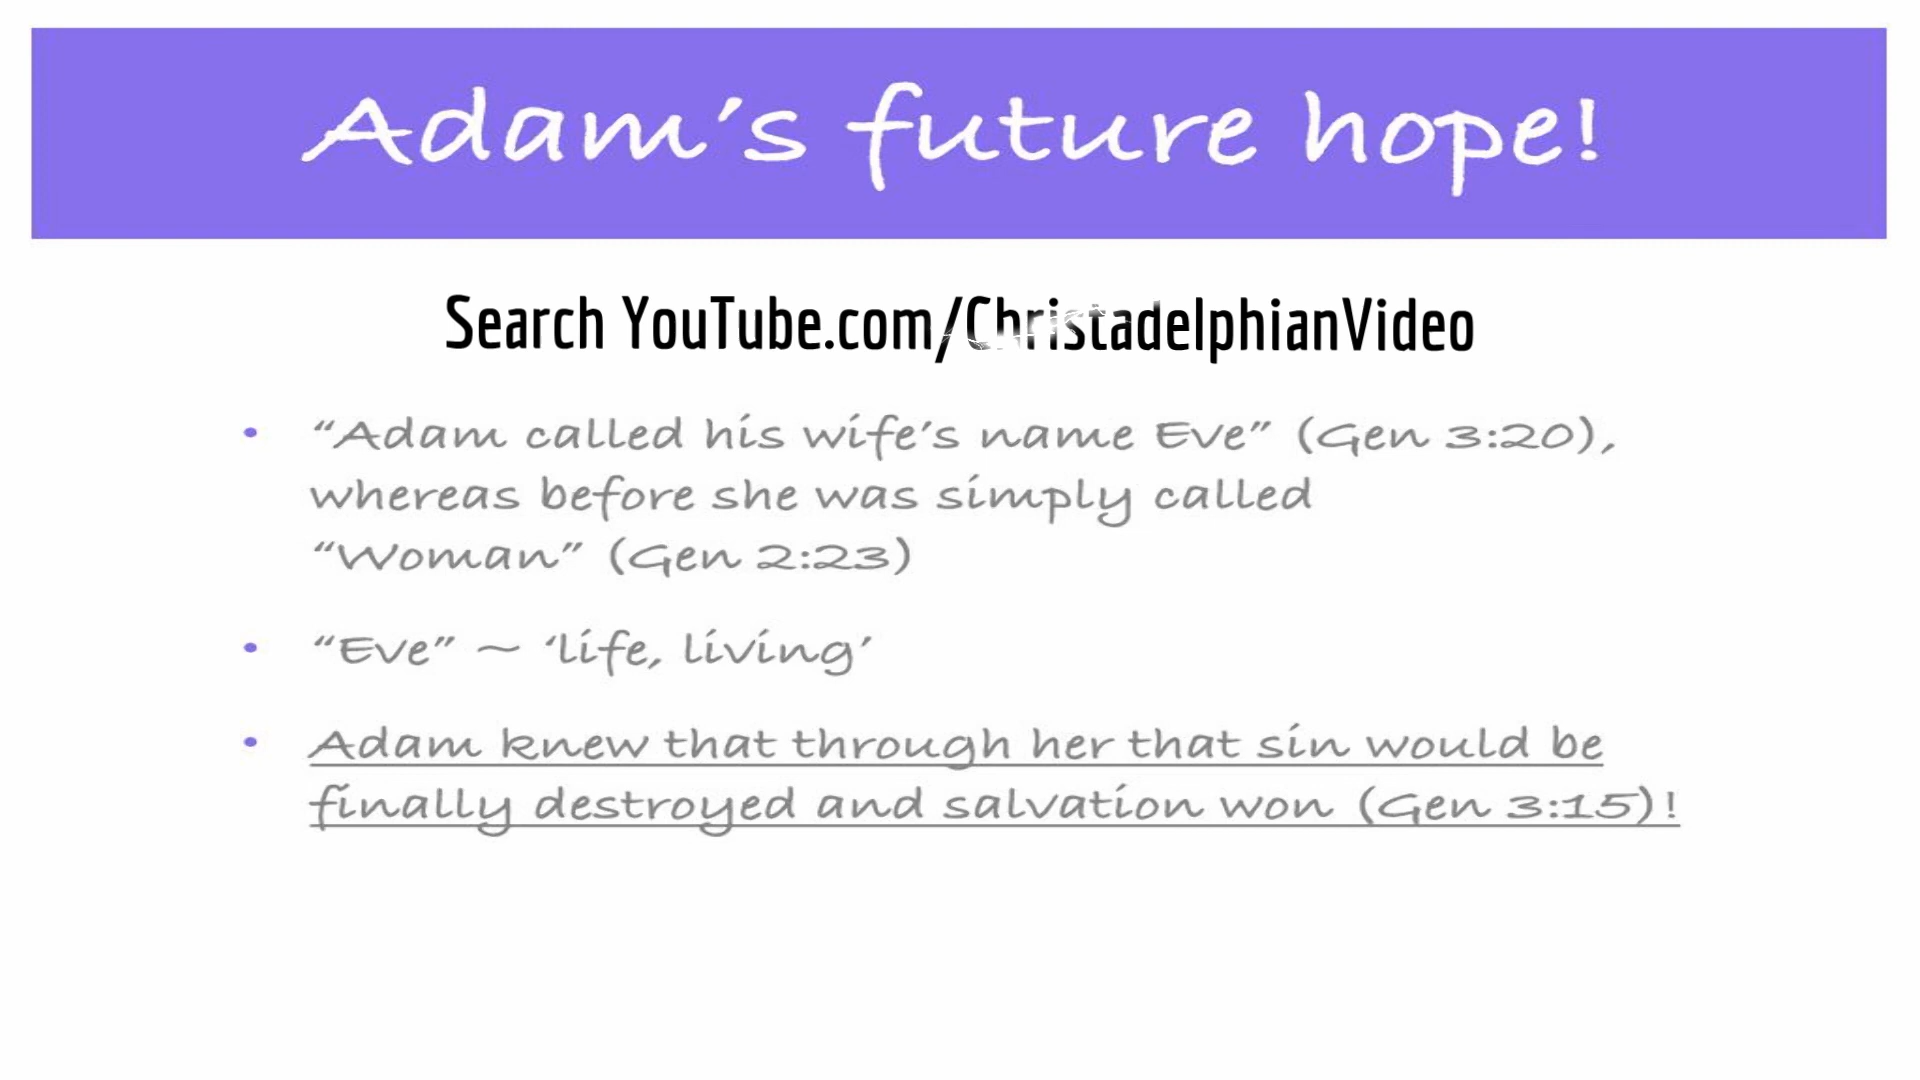 Adam's future hope!
Search YouTube.com/ChristadelphianVideo
• “Adam called his wife's name Eve” (Gen 3:20),
whereas before she was simply called
“Woman” (Gen 2:23)
• “Eve” ~ ‘life, living’
• Adam knew that through her that sin would be
finally destroyed and salvation won (Gen 3:15)!